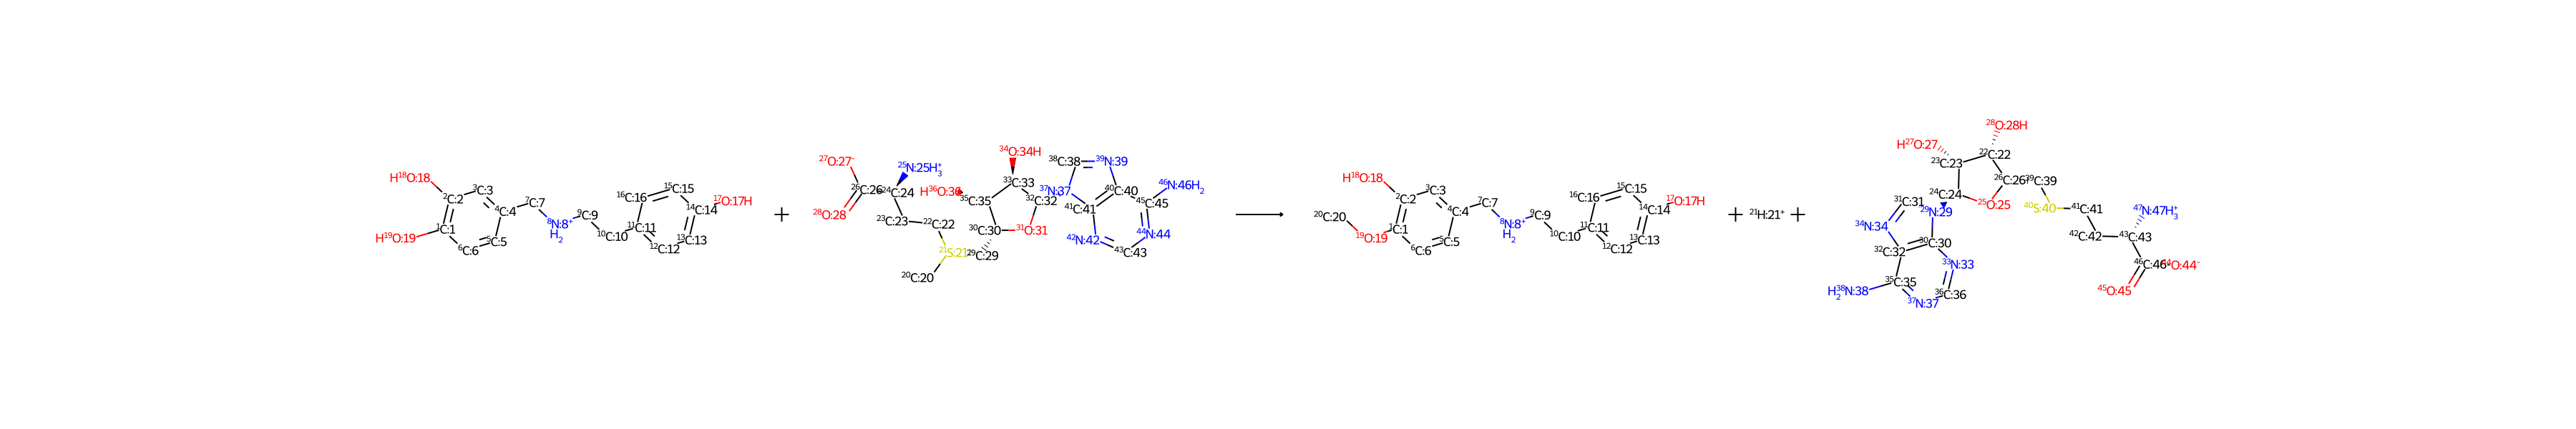 H¹⁸O:18
²C:2
³C:3
⁴C:4
⁷C:7
⁸N:8⁺
H₂
⁹C:9
¹⁰C:10
¹¹C:11
¹⁶C:16
¹⁵C:15
¹⁴C:14
¹⁷O:17H
¹³C:13
¹²C:12
⁵C:5
⁶C:6
¹C:1
H¹⁹O:19
+
²⁷O:27⁻
²⁶C:26
²⁸O:28
²⁴C:24
²⁵N:25H₃⁺
²³C:23
²²C:22
²¹S:21
²⁰C:20
²⁹C:29
³⁰C:30
³¹O:31
³²C:32
³³C:33
³⁴O:34H
³⁵C:35
H³⁶O:36
³⁷N:37
³⁸C:38
³⁹N:39
⁴⁰C:40
⁴¹C:41
⁴²N:42
⁴³C:43
⁴⁴N:44
⁴⁵C:45
⁴⁶N:46H₂
²⁰C:20
¹⁹O:19
¹C:1
²C:2
H¹⁸O:18
³C:3
⁴C:4
⁵C:5
⁶C:6
⁷C:7
⁸N:8⁺
H₂
⁹C:9
¹⁰C:10
¹¹C:11
¹²C:12
¹³C:13
¹⁴C:14
¹⁵C:15
¹⁶C:16
¹⁷O:17H
+
²¹H:21⁺
+
H²⁷O:27
²⁸O:28H
²³C:23
²²C:22
²⁴C:24
²⁵O:25
²⁶C:26
³⁹C:39
⁴⁰S:40
⁴¹C:41
⁴²C:42
⁴³C:43
⁴⁷N:47H₃⁺
⁴⁶C:46
⁴⁴O:44⁻
⁴⁵O:45
³¹C:31
²⁹N:29
³⁴N:34
³⁰C:30
³²C:32
³³N:33
³⁵C:35
³⁶C:36
³⁷N:37
H₂³⁸N:38